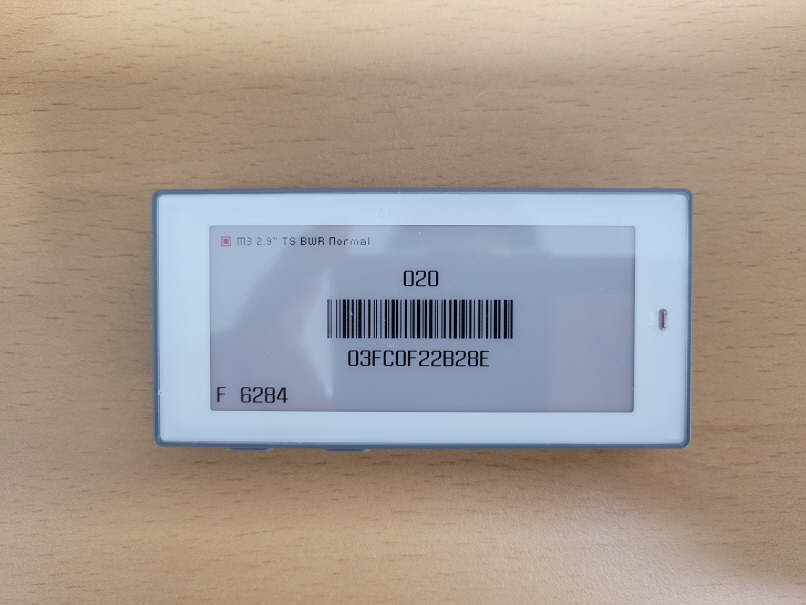 M3 2.9" TS BWR Normal
020
03FC0F22B28E
F 6284